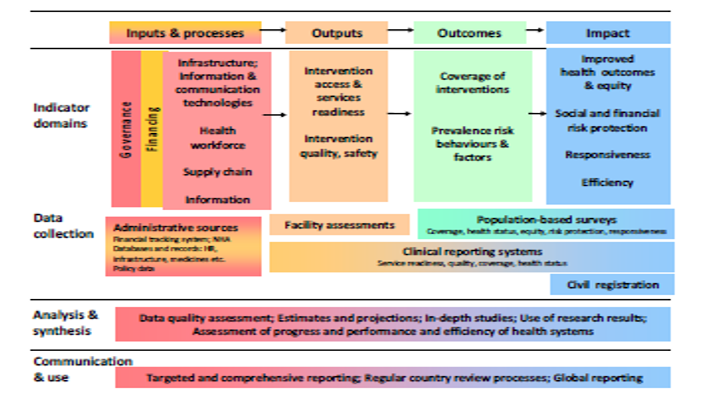 Inputs & processes
Outputs
Outcomes
Impact
Indicator
domains
Governance
Financing
Infrastructure;
Information &
communication
technologies
Health
workforce
Supply chain
Information
Intervention
access &
services
readiness
Intervention
quality, safety
Coverage of
interventions
Prevalence risk
behaviours &
factors
Improved
health outcomes
& equity
Social and financial
risk protection
Responsiveness
Efficiency
Data
collection
Administrative sources
Financial tracking system; NHA
Databases and records: HR,
infrastructure, medicines etc.
Policy data
Facility assessments
Population-based surveys
Coverage, health status, equity, risk protection, responsiveness
Clinical reporting systems
Service readiness, quality, coverage, health status
Civil registration
Analysis &
synthesis
Data quality assessment; Estimates and projections; In-depth studies; Use of research results;
Assessment of progress and performance and efficiency of health systems
Communication
& use
Targeted and comprehensive reporting; Regular country review processes; Global reporting